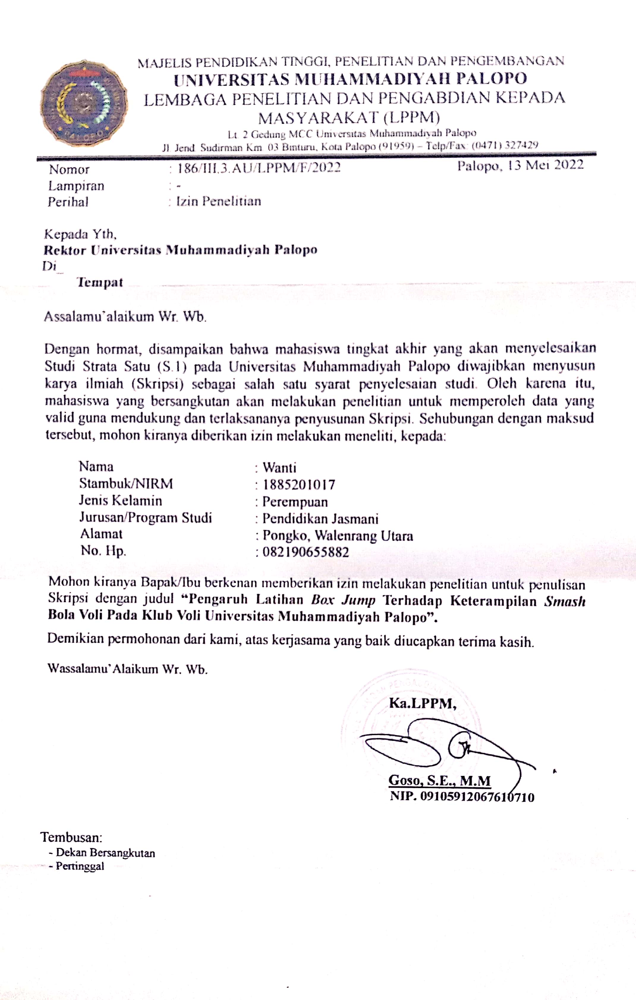 MAJELIS PENDIDIKAN TINGGI, PENELITIAN DAN PENGEMBANGAN
UNIVERSITAS MUHAMMADIYAH PALOPO
LEMBAGA PENELITIAN DAN PENGABDIAN KEPADA
MASYARAKAT (LPPM)
Lt. 2 Gedung MCC Universitas Muhammadiyah Palopo
Jl. Jend. Sudirman Km. 03 Binturu, Kota Palopo (91959) – Telp/Fax: (0471) 327429
PALOPO
Nomor : 186/III.3.AU/LPPM/F/2022 Palopo, 13 Mei 2022
Lampiran : -
Perihal : Izin Penelitian
Kepada Yth,
Rektor Universitas Muhammadiyah Palopo
Di_
Tempat
Assalamu'alaikum Wr. Wb.
Dengan hormat, disampaikan bahwa mahasiswa tingkat akhir yang akan menyelesaikan
Studi Strata Satu (S.1) pada Universitas Muhammadiyah Palopo diwajibkan menyusun
karya ilmiah (Skripsi) sebagai salah satu syarat penyelesaian studi. Oleh karena itu,
mahasiswa yang bersangkutan akan melakukan penelitian untuk memperoleh data yang
valid guna mendukung dan terlaksananya penyusunan Skripsi. Sehubungan dengan maksud
tersebut, mohon kiranya diberikan izin melakukan meneliti, kepada:
Nama : Wanti
Stambuk/NIRM : 1885201017
Jenis Kelamin : Perempuan
Jurusan/Program Studi : Pendidikan Jasmani
Alamat : Pongko, Walenrang Utara
No. Hp. : 082190655882
Mohon kiranya Bapak/Ibu berkenan memberikan izin melakukan penelitian untuk penulisan
Skripsi dengan judul “Pengaruh Latihan Box Jump Terhadap Keterampilan Smash
Bola Voli Pada Klub Voli Universitas Muhammadiyah Palopo”.
Demikian permohonan dari kami, atas kerjasama yang baik diucapkan terima kasih.
Wassalamu'Alaikum Wr. Wb.
Ka.LPPM,
Goso, S.E., M.M
NIP. 09105912067610710
Tembusan:
- Dekan Bersangkutan
- Pertinggal